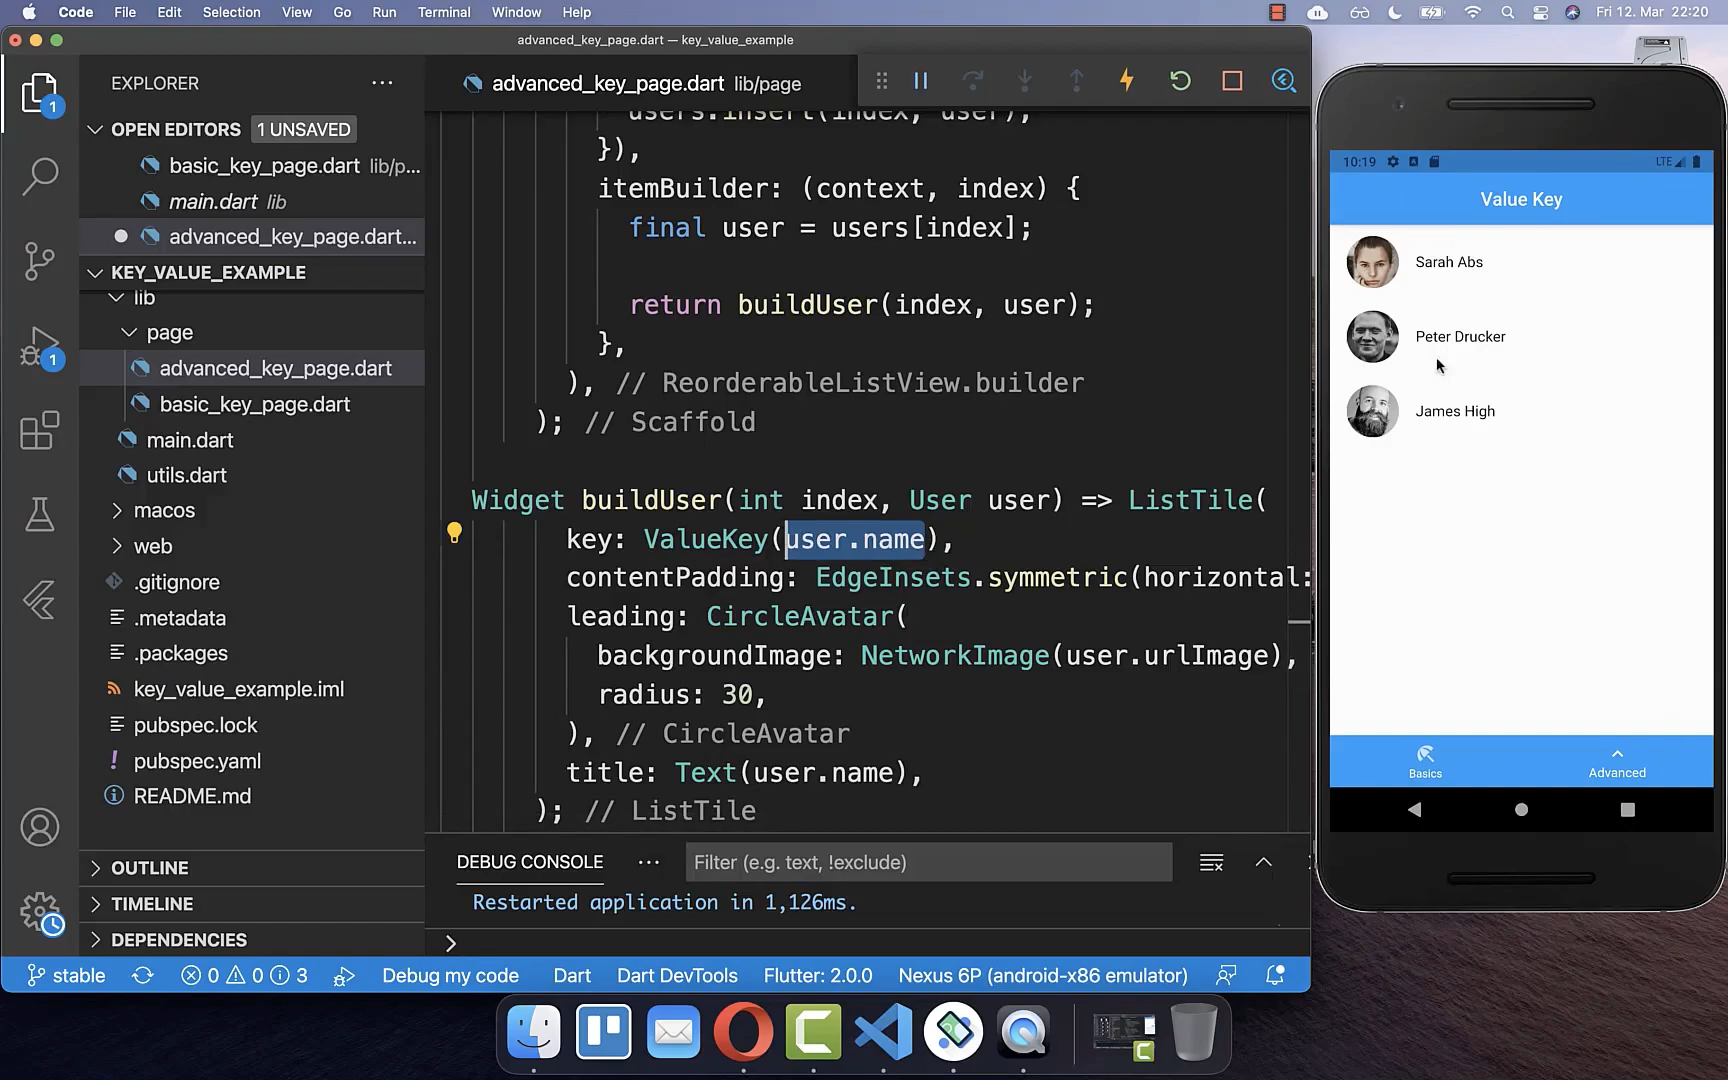 Code File Edit Selection View Go Run Terminal Window Help
Fri 12. Mar 22:20
advanced_key_page.dart — key_value_example
EXPLORER
OPEN EDITORS 1 UNSAVED
basic_key_page.dart lib/p...
main.dart lib
advanced_key_page.dart...
KEY_VALUE_EXAMPLE
lib
page
advanced_key_page.dart
basic_key_page.dart
main.dart
utils.dart
macos
web
.gitignore
.metadata
.packages
key_value_example.iml
pubspec.lock
pubspec.yaml
README.md
OUTLINE
TIMELINE
DEPENDENCIES
1
1
advanced_key_page.dart lib/page
users.insert(index, user);
}),
itemBuilder: (context, index) {
final user = users[index];
return buildUser(index, user);
},
), // ReorderableListView.builder
); // Scaffold
Widget buildUser(int index, User user) => ListTile(
key: ValueKey(user.name),
contentPadding: EdgeInsets.symmetric(horizontal:
leading: CircleAvatar(
backgroundImage: NetworkImage(user.urlImage),
radius: 30,
), // CircleAvatar
title: Text(user.name),
); // ListTile
DEBUG CONSOLE
Filter (e.g. text, !exclude)
Restarted application in 1,126ms.
stable 0 0 3 Debug my code Dart Dart DevTools Flutter: 2.0.0 Nexus 6P (android-x86 emulator)
10:19 LTE
Value Key
Sarah Abs
Peter Drucker
James High
Basics
Advanced